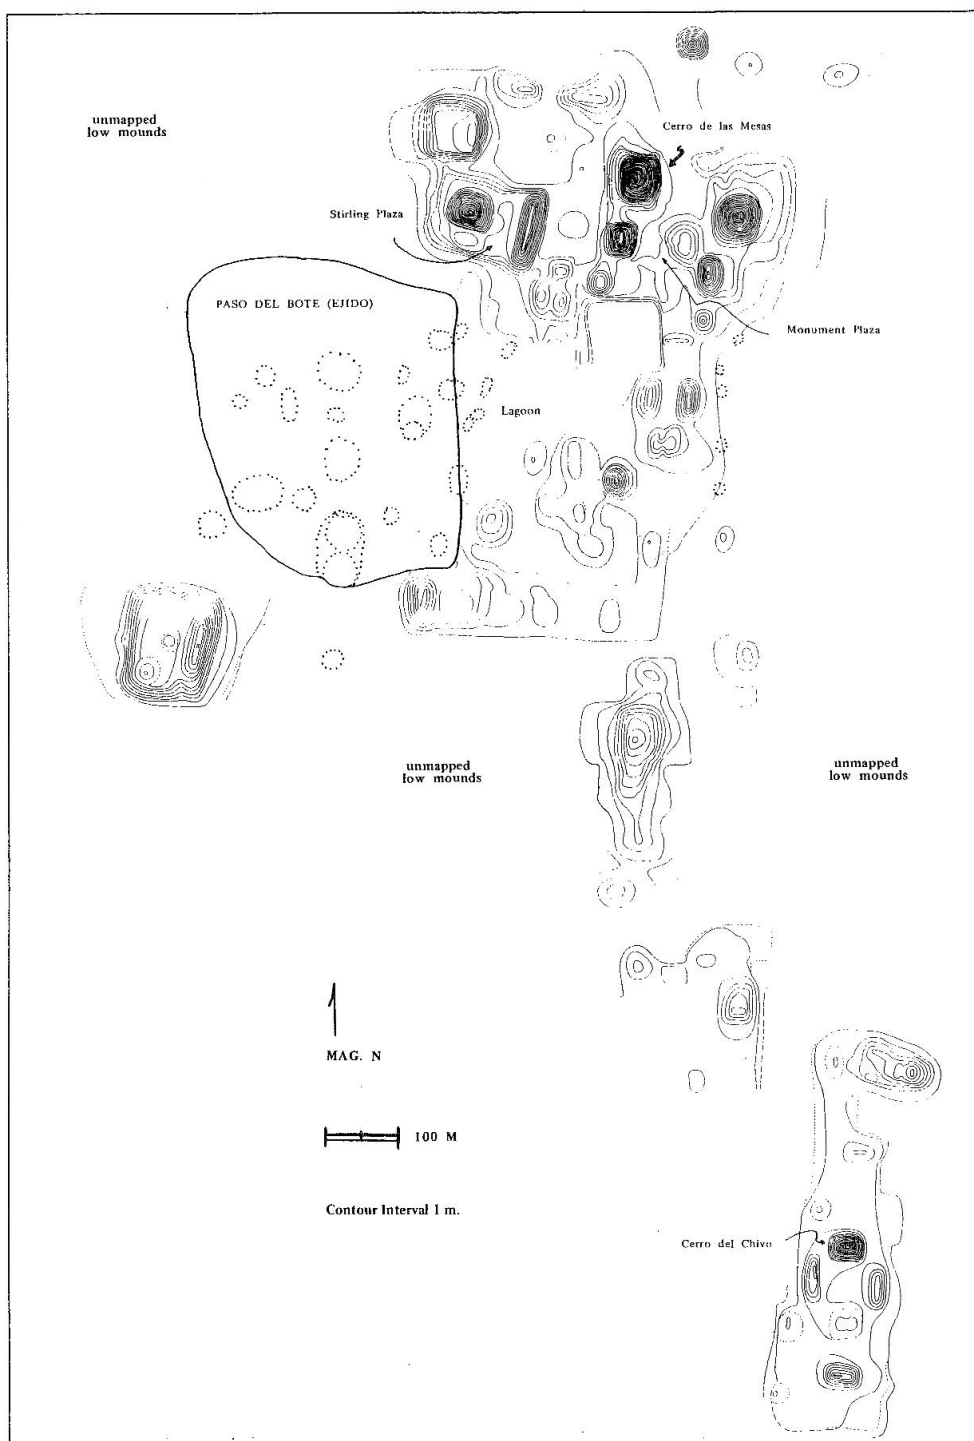 unmapped
low mounds
Cerro de las Mesas
Stirling Plaza
PASO DEL BOTE (EJIDO)
Monument Plaza
Lagoon
unmapped
low mounds
unmapped
low mounds
MAG. N
100 M
Contour Interval 1 m.
Cerro del Chivo